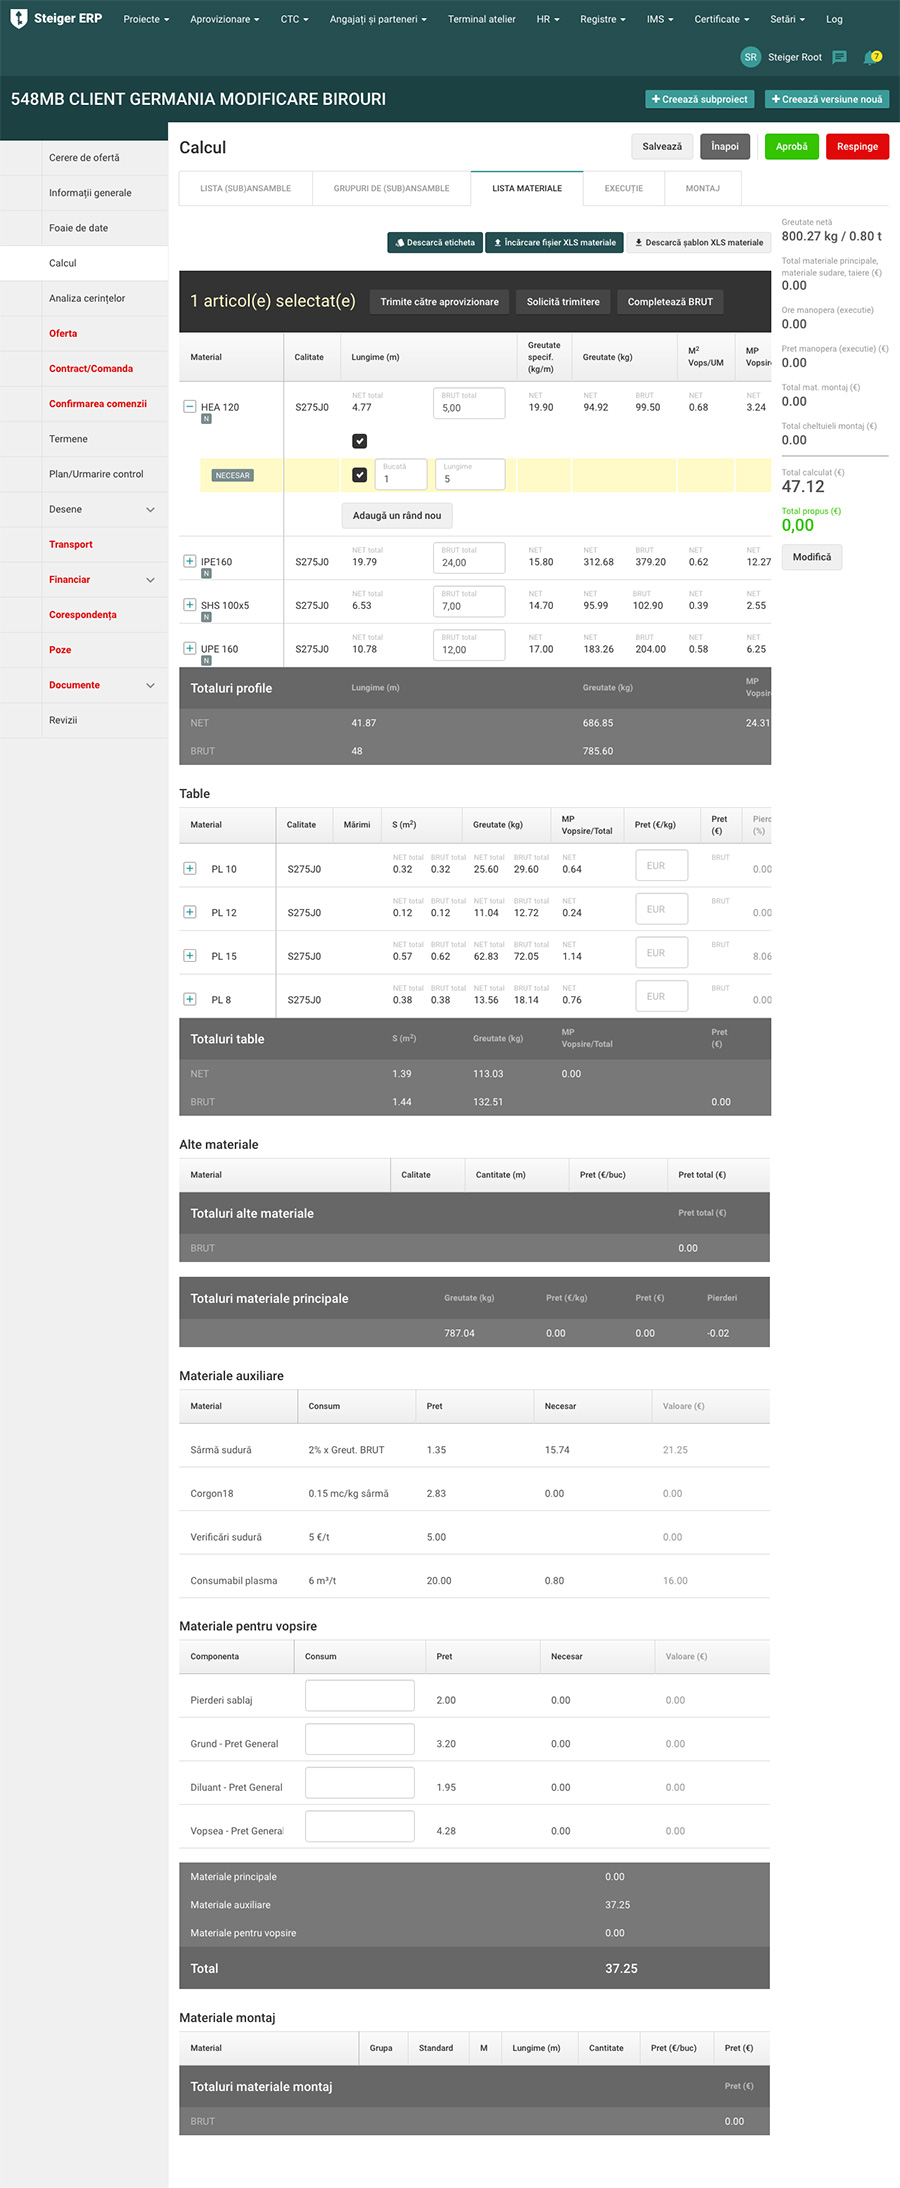 Steiger ERP Proiecte Aprovizionare CTC Angajați și parteneri Terminal atelier HR Registre IMS Certificate Setări Log
SR Steiger Root 7
548MB CLIENT GERMANIA MODIFICARE BIROURI + Creează subproiect + Creează versiune nouă
Cerere de ofertă
Informații generale
Foaie de date
Calcul
Analiza cerințelor
Oferta
Contract/Comanda
Confirmarea comenzii
Termene
Plan/Urmarire control
Desene
Transport
Financiar
Corespondența
Poze
Documente
Revizii
Calcul Salvează Înapoi Aprobă Respinge
LISTA (SUB)ANSAMBLE GRUPURI DE (SUB)ANSAMBLE LISTA MATERIALE EXECUȚIE MONTAJ
Descarcă eticheta Încărcare fișier XLS materiale Descarcă șablon XLS materiale
1 articol(e) selectat(e) Trimite către aprovizionare Solicită trimitere Completează BRUT
Material Calitate Lungime (m) Greutate specif. (kg/m) Greutate (kg) M² Vops/UM MP Vopsire
NET total BRUT total NET NET BRUT NET NET
HEA 120 S275J0 4.77 5,00 19.90 94.92 99.50 0.68 3.24
N
NECESAR Bucată 1 Lungime 5
Adaugă un rând nou
NET total BRUT total NET NET BRUT NET NET
IPE160 S275J0 19.79 24,00 15.80 312.68 379.20 0.62 12.27
N
NET total BRUT total NET NET BRUT NET NET
SHS 100x5 S275J0 6.53 7,00 14.70 95.99 102.90 0.39 2.55
N
NET total BRUT total NET NET BRUT NET NET
UPE 160 S275J0 10.78 12,00 17.00 183.26 204.00 0.58 6.25
N
Totaluri profile Lungime (m) Greutate (kg) MP Vopsire
NET 41.87 686.85 24.31
BRUT 48 785.60
Greutate netă
800.27 kg / 0.80 t
Total materiale principale,
materiale sudare, taiere (€)
0.00
Ore manopera (executie)
0.00
Pret manopera (executie) (€)
0.00
Total mat. montaj (€)
0.00
Total cheltuieli montaj (€)
0.00
Total calculat (€)
47.12
Total propus (€)
0,00
Modifică
Table
Material Calitate Mărimi S (m²) Greutate (kg) MP Vopsire/Total Pret (€/kg) Pret (€) Pierd (%)
NET total BRUT total NET total BRUT total NET BRUT
PL 10 S275J0 0.32 0.32 25.60 29.60 0.64 EUR 0.00
NET total BRUT total NET total BRUT total NET BRUT
PL 12 S275J0 0.12 0.12 11.04 12.72 0.24 EUR 0.00
NET total BRUT total NET total BRUT total NET BRUT
PL 15 S275J0 0.57 0.62 62.83 72.05 1.14 EUR 8.06
NET total BRUT total NET total BRUT total NET BRUT
PL 8 S275J0 0.38 0.38 13.56 18.14 0.76 EUR 0.00
Totaluri table S (m²) Greutate (kg) MP Vopsire/Total Pret (€)
NET 1.39 113.03 0.00
BRUT 1.44 132.51 0.00
Alte materiale
Material Calitate Cantitate (m) Pret (€/buc) Pret total (€)
Totaluri alte materiale Pret total (€)
BRUT 0.00
Totaluri materiale principale Greutate (kg) Pret (€/kg) Pret (€) Pierderi
787.04 0.00 0.00 -0.02
Materiale auxiliare
Material Consum Pret Necesar Valoare (€)
Sârmă sudură 2% x Greut. BRUT 1.35 15.74 21.25
Corgon18 0.15 mc/kg sârmă 2.83 0.00 0.00
Verificări sudură 5 €/t 5.00 0.00
Consumabil plasma 6 m³/t 20.00 0.80 16.00
Materiale pentru vopsire
Componenta Consum Pret Necesar Valoare (€)
Pierderi sablaj 2.00 0.00 0.00
Grund - Pret General 3.20 0.00 0.00
Diluant - Pret General 1.95 0.00 0.00
Vopsea - Pret General 4.28 0.00 0.00
Materiale principale 0.00
Materiale auxiliare 37.25
Materiale pentru vopsire 0.00
Total 37.25
Materiale montaj
Material Grupa Standard M Lungime (m) Cantitate Pret (€/buc) Pret (€)
Totaluri materiale montaj Pret (€)
BRUT 0.00